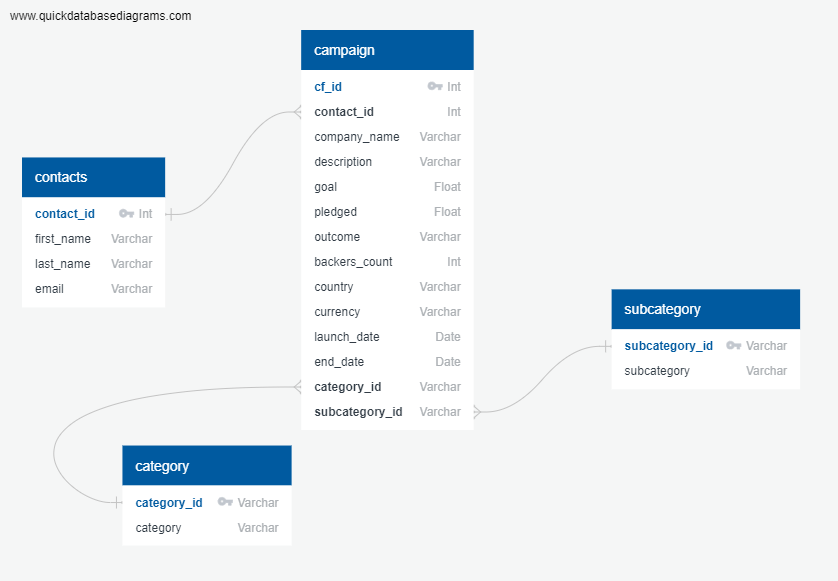 www.quickdatabasediagrams.com
campaign
cf_id Int
contact_id Int
company_name Varchar
description Varchar
goal Float
pledged Float
outcome Varchar
backers_count Int
country Varchar
currency Varchar
launch_date Date
end_date Date
category_id Varchar
subcategory_id Varchar
contacts
contact_id Int
first_name Varchar
last_name Varchar
email Varchar
subcategory
subcategory_id Varchar
subcategory Varchar
category
category_id Varchar
category Varchar